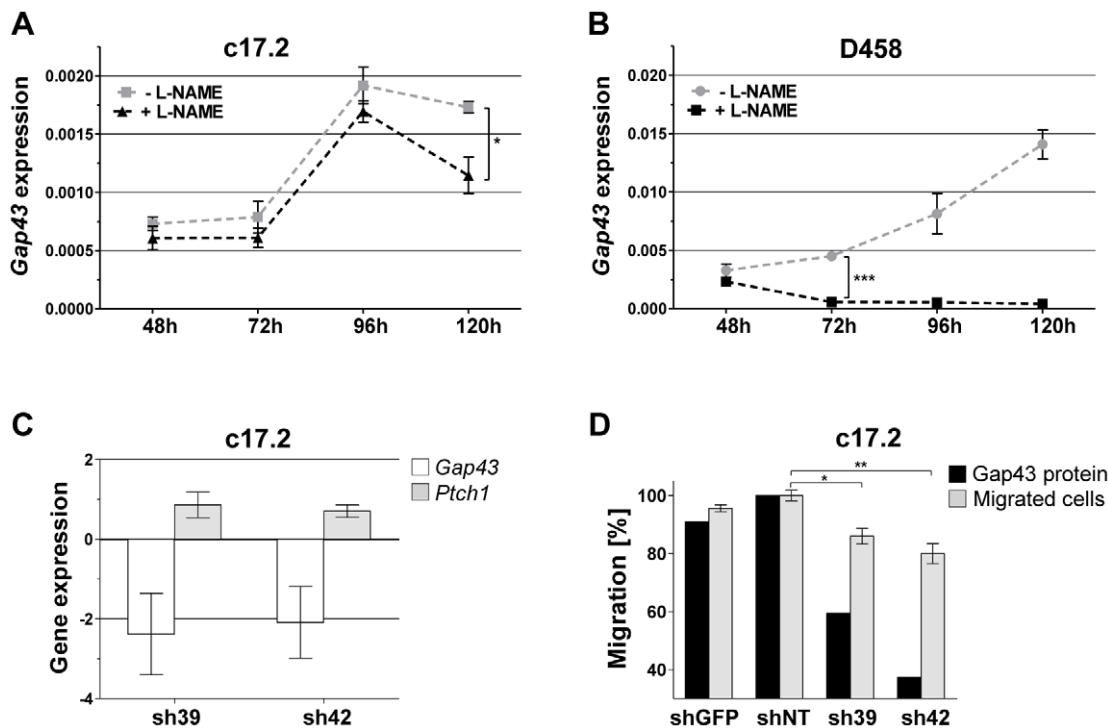 A
c17.2
Gap43 expression
0.0020
0.0015
0.0010
0.0005
0.0000
- L-NAME
+ L-NAME
*
48h 72h 96h 120h
B
D458
Gap43 expression
0.020
0.015
0.010
0.005
0.000
- L-NAME
+ L-NAME
***
48h 72h 96h 120h
C
c17.2
Gene expression
2
0
-2
-4
Gap43
Ptch1
sh39 sh42
D
c17.2
Migration [%]
100
80
60
40
**
*
Gap43 protein
Migrated cells
shGFP shNT sh39 sh42